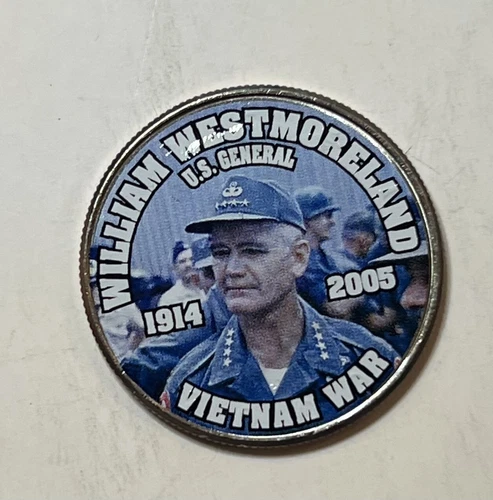 WILLIAM WESTMORELAND
U.S. GENERAL
1914
2005
VIETNAM WAR